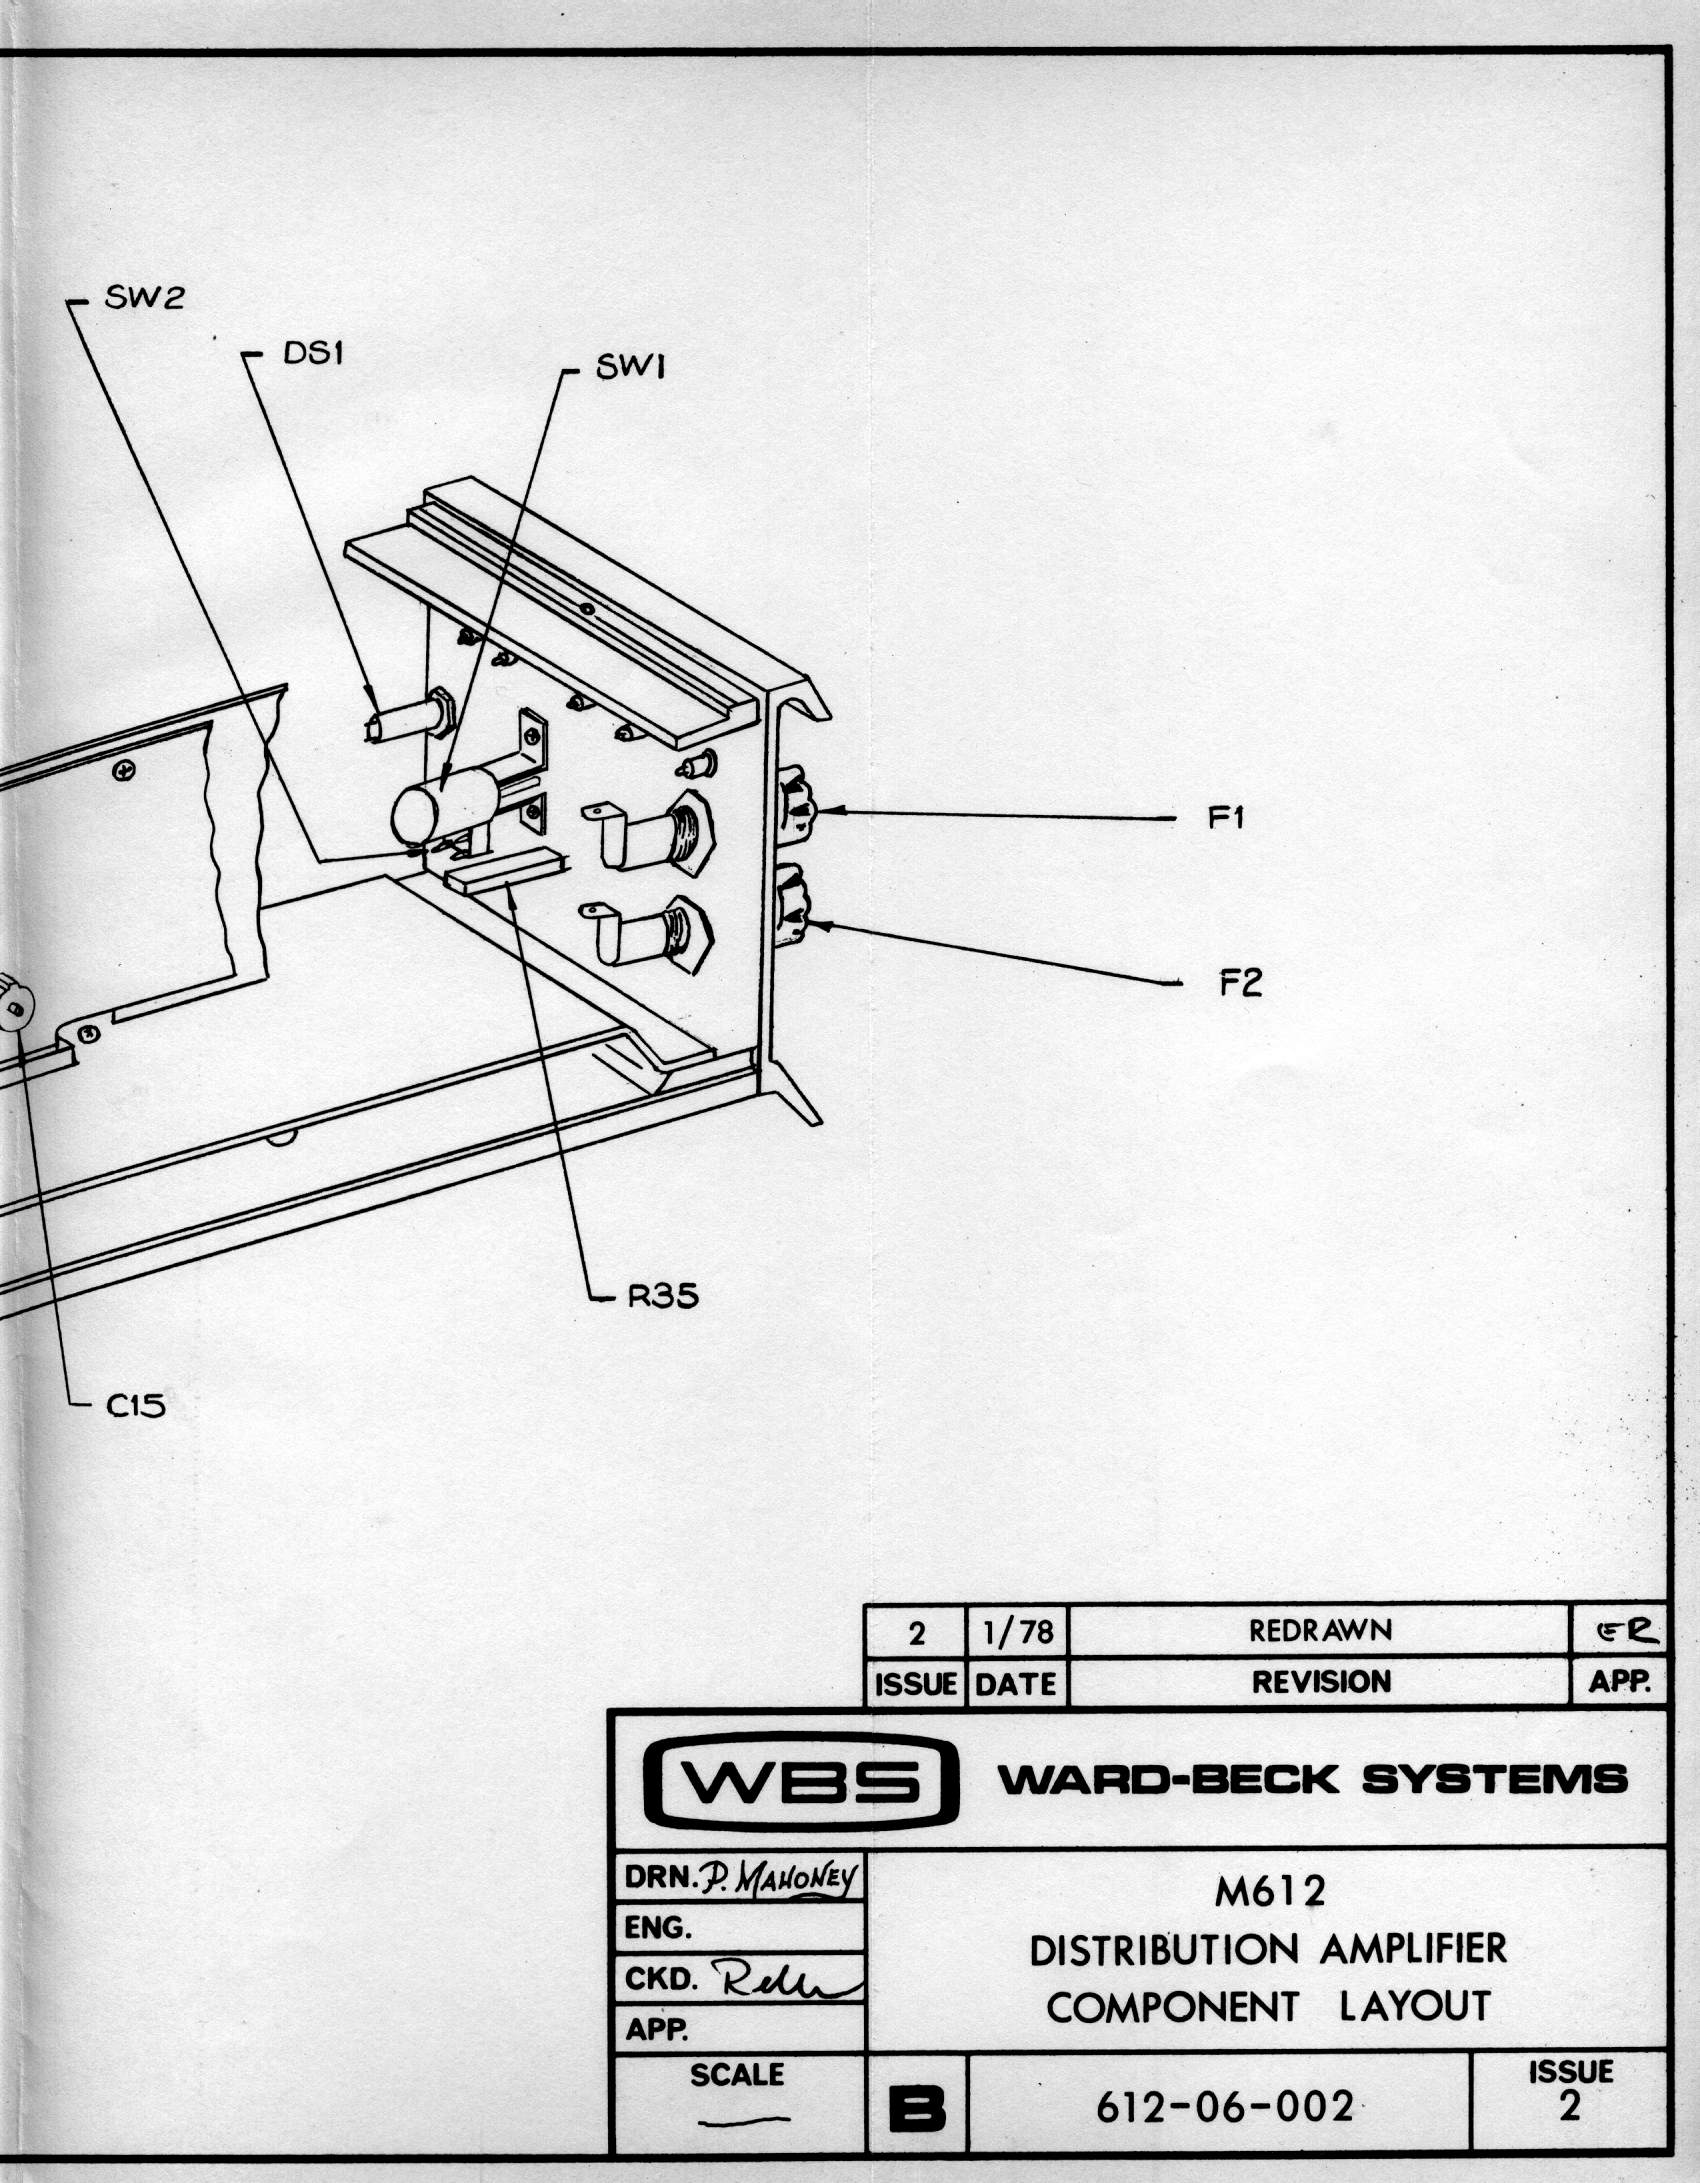 SW2
DS1
SW1
F1
F2
R35
C15
2 1/78 REDRAWN ER
ISSUE DATE REVISION APP.
WBS WARD-BECK SYSTEMS
DRN. P. MAHONEY
ENG.
CKD.
APP.
M612
DISTRIBUTION AMPLIFIER
COMPONENT LAYOUT
SCALE
B
612-06-002
ISSUE
2